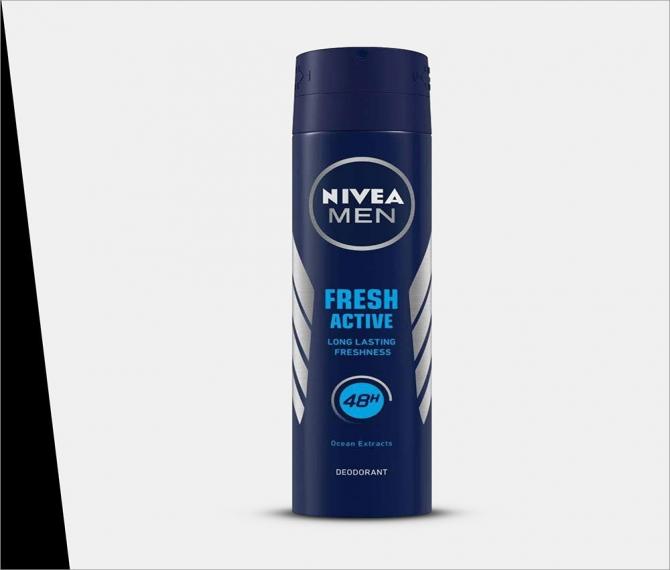 NIVEA
MEN
FRESH
ACTIVE
LONG LASTING
FRESHNESS
48H
Ocean Extracts
DEODORANT